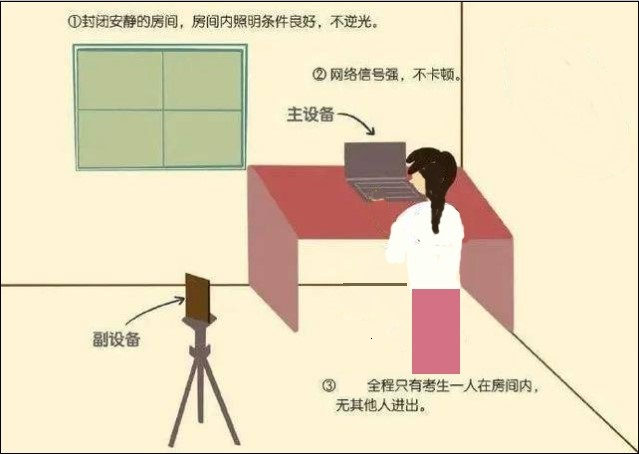 ①封闭安静的房间，房间内照明条件良好，不逆光。
②网络信号强，不卡顿。
主设备
副设备
③ 全程只有考生一人在房间内，
无其他人进出。